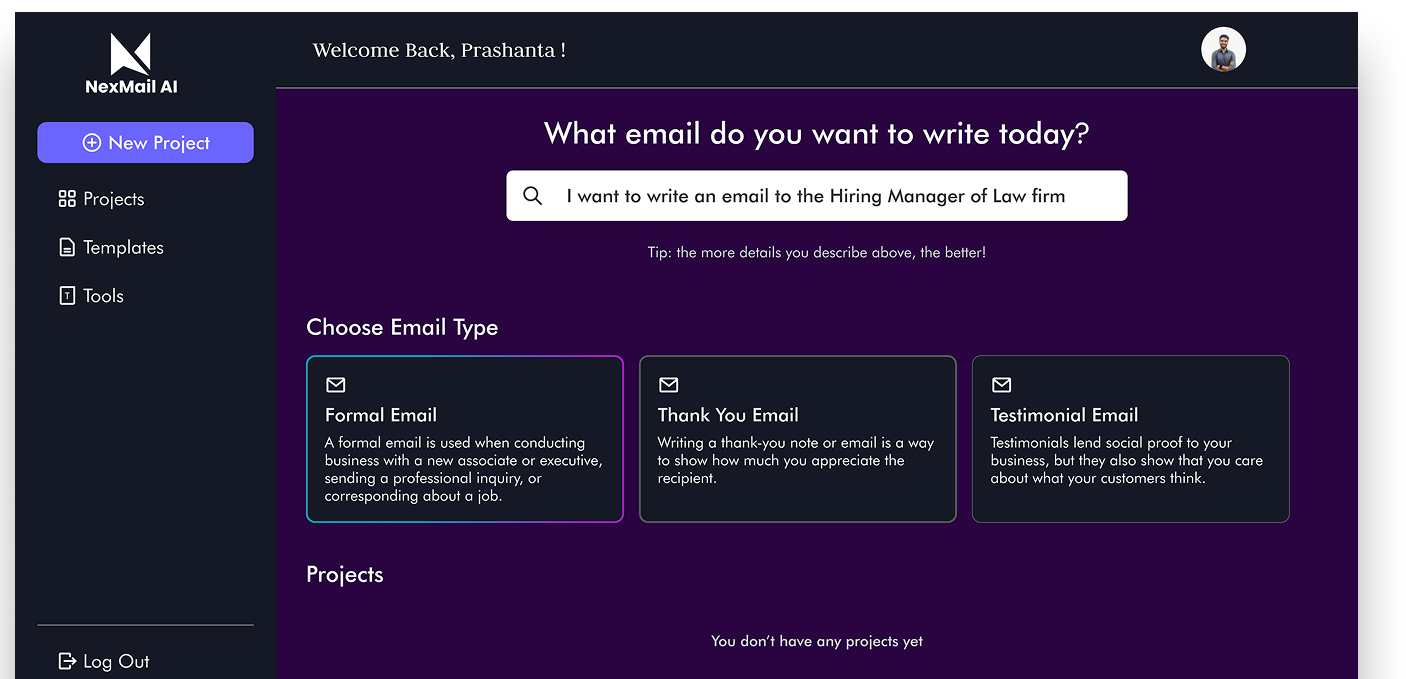 NexMail AI
Welcome Back, Prashanta !
New Project
Projects
Templates
T
Tools
Log Out
What email do you want to write today?
I want to write an email to the Hiring Manager of Law firm
Tip: the more details you describe above, the better!
Choose Email Type
Formal Email
A formal email is used when conducting
business with a new associate or executive,
sending a professional inquiry, or
corresponding about a job.
Thank You Email
Writing a thank-you note or email is a way
to show how much you appreciate the
recipient.
Testimonial Email
Testimonials lend social proof to your
business, but they also show that you care
about what your customers think.
Projects
You don’t have any projects yet